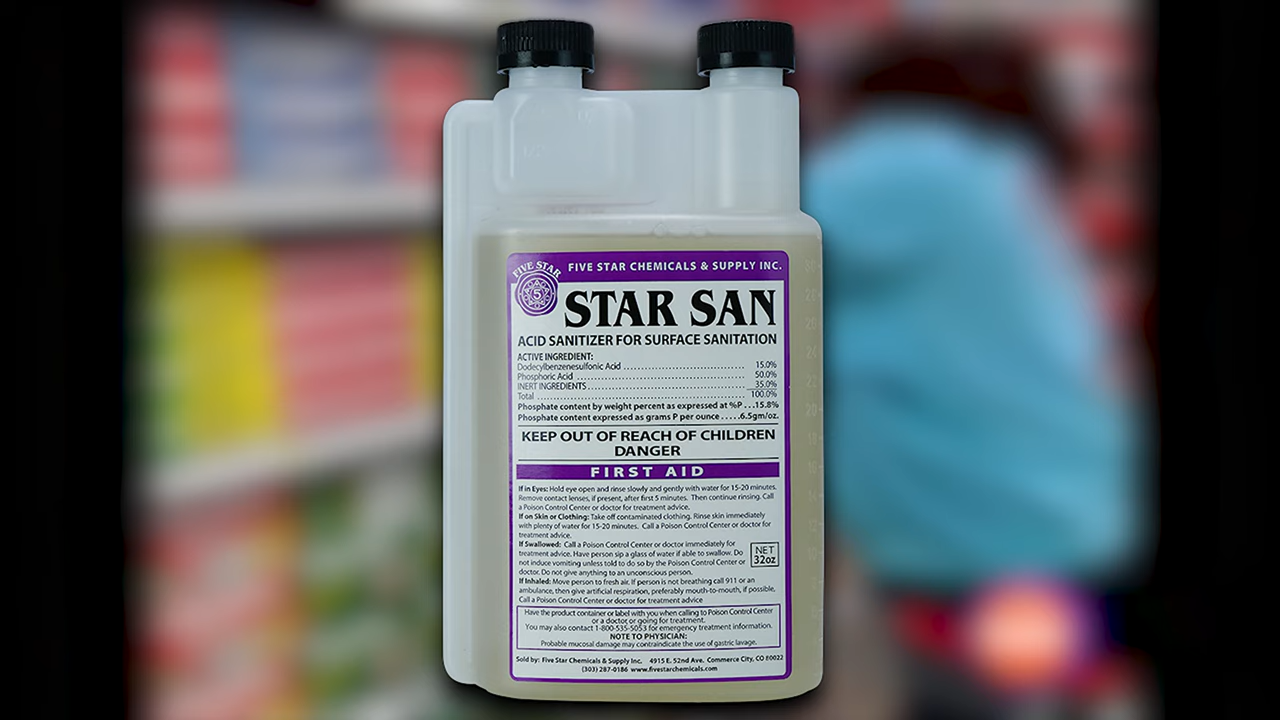 FIVE STAR
5
FIVE STAR CHEMICALS & SUPPLY INC.
STAR SAN
ACID SANITIZER FOR SURFACE SANITATION
ACTIVE INGREDIENT:
Dodecylbenzenesulfonic Acid ........................... 15.0%
Phosphoric Acid ........................................ 50.0%
INERT INGREDIENTS .................................... 35.0%
Total .................................................... 100.0%
Phosphate content by weight percent as expressed at %P ...15.8%
Phosphate content expressed as grams P per ounce .....6.5gm/oz.
KEEP OUT OF REACH OF CHILDREN
DANGER
FIRST AID
If in Eyes: Hold eye open and rinse slowly and gently with water for 15-20 minutes.
Remove contact lenses, if present, after first 5 minutes. Then continue rinsing. Call
a Poison Control Center or doctor for treatment advice.
If on Skin or Clothing: Take off contaminated clothing. Rinse skin immediately
with plenty of water for 15-20 minutes. Call a Poison Control Center or doctor for
treatment advice.
If Swallowed: Call a Poison Control Center or doctor immediately for
treatment advice. Have person sip a glass of water if able to swallow. Do
not induce vomiting unless told to do so by the Poison Control Center or
doctor. Do not give anything to an unconscious person.
NET
32oz
If Inhaled: Move person to fresh air. If person is not breathing call 911 or an
ambulance, then give artificial respiration, preferably mouth-to-mouth, if possible.
Call a Poison Control Center or doctor for treatment advice
Have the product container or label with you when calling to Poison Control Center
or a doctor or going for treatment.
You may also contact 1-800-535-5053 for emergency treatment information.
NOTE TO PHYSICIAN:
Probable mucosal damage may contraindicate the use of gastric lavage.
Sold by: Five Star Chemicals & Supply Inc. 4915 E. 52nd Ave. Commerce City, CO 80022
(303) 287-0186 www.fivestarchemicals.com